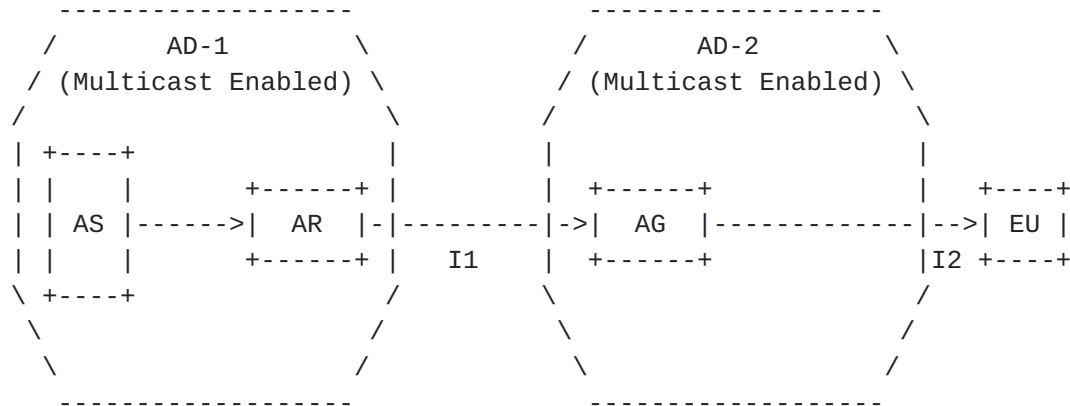 AD-1 AD-2
(Multicast Enabled) (Multicast Enabled)
AS AR AG EU
I1 I2